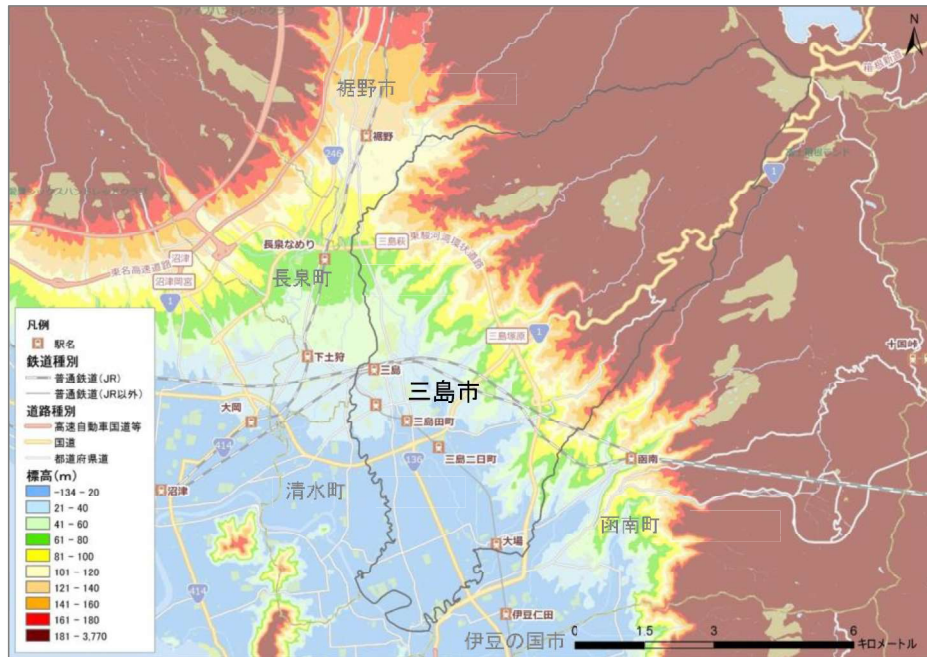 N
箱根新道
裾野市
裾野
246
1
長泉なめり
三島萩
東駿河湾環状道路
沼津
東名高速道路
沼津岡宮
長泉町
1
三島塚原
1
十国峠
凡例
駅名
鉄道種別
普通鉄道(JR)
普通鉄道(JR以外)
道路種別
高速自動車国道等
国道
都道府県道
標高(m)
-134 - 20
21 - 40
41 - 60
61 - 80
81 - 100
101 - 120
121 - 140
141 - 160
161 - 180
181 - 3,770
下土狩
三島
三島市
大岡
三島田町
414
136
三島二日町
函南
沼津
清水町
函南町
大場
414
伊豆仁田
伊豆の国市
0 1.5 3 6
キロメートル